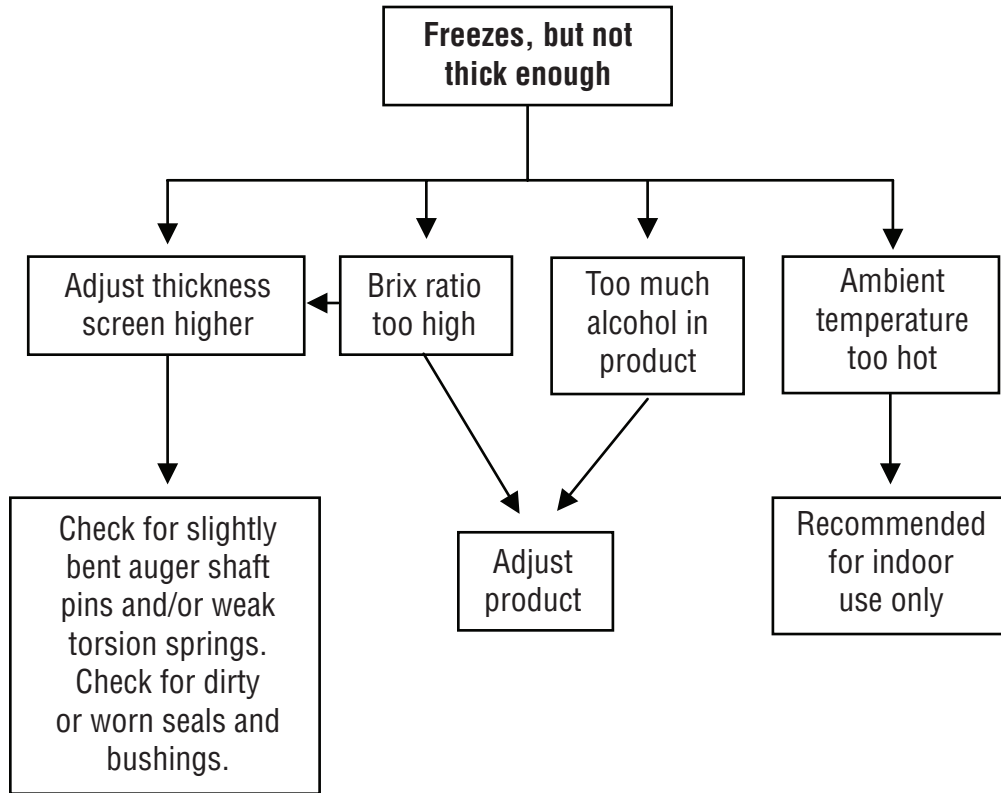 Freezes, but not
thick enough
Adjust thickness
screen higher
Brix ratio
too high
Too much
alcohol in
product
Ambient
temperature
too hot
Check for slightly
bent auger shaft
pins and/or weak
torsion springs.
Check for dirty
or worn seals and
bushings.
Adjust
product
Recommended
for indoor
use only